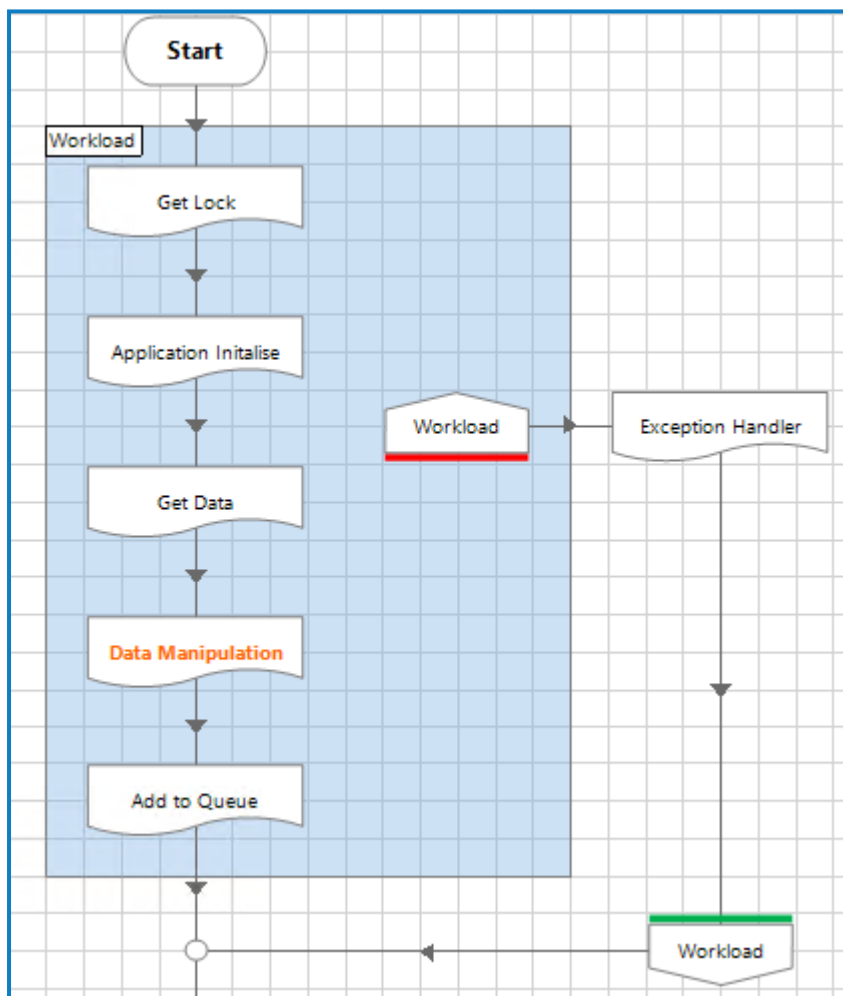 Start
Workload
Get Lock
Application Initalise
Workload
Exception Handler
Get Data
Data Manipulation
Add to Queue
Workload